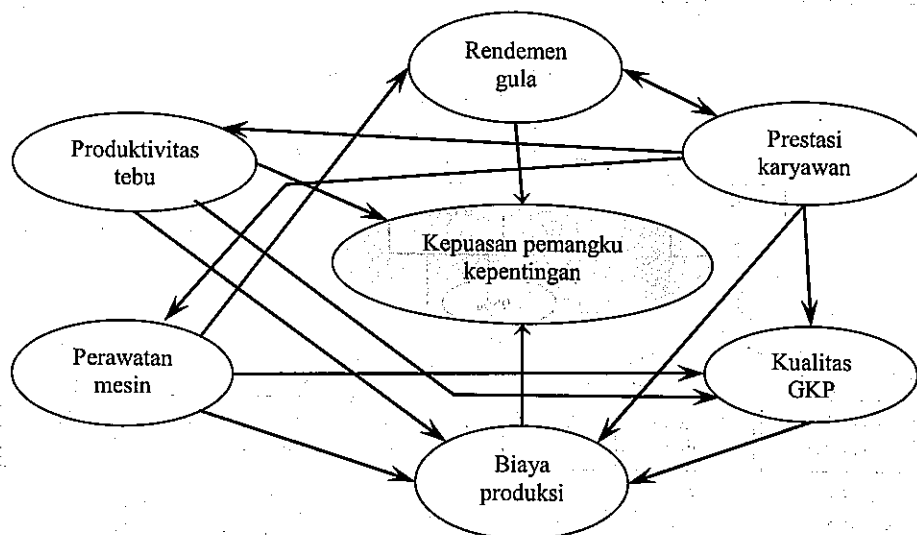 Rendemen
gula
Produktivitas
tebu
Prestasi
karyawan
Kepuasan pemangku
kepentingan
Perawatan
mesin
Kualitas
GKP
Biaya
produksi